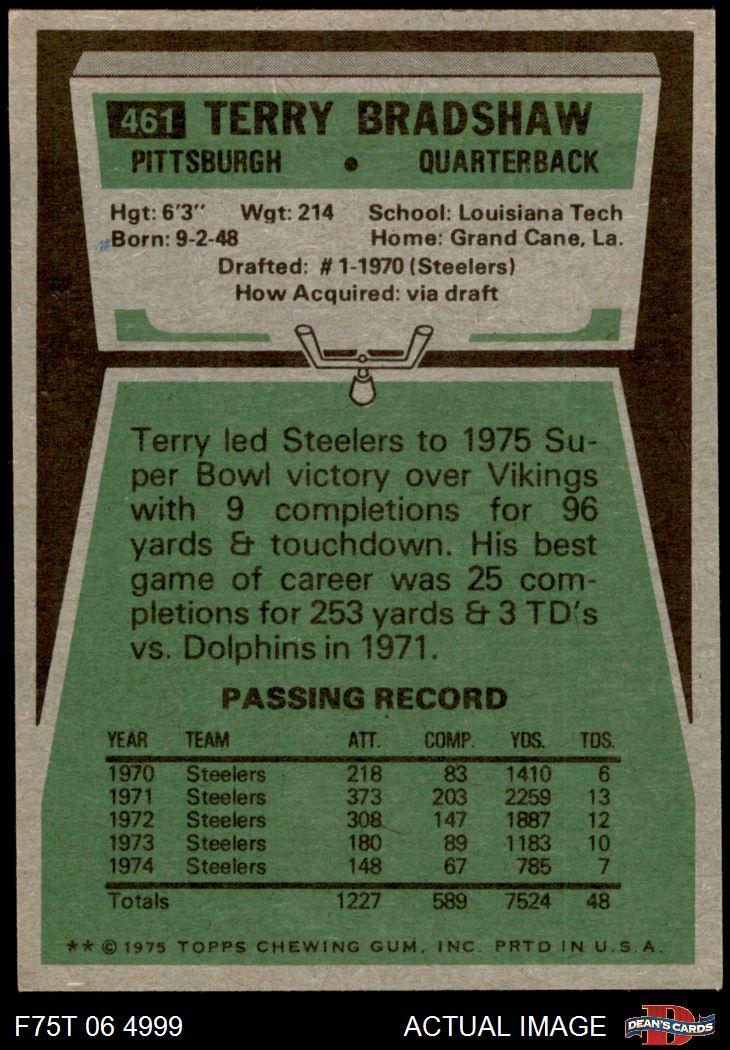 461 TERRY BRADSHAW
PITTSBURGH • QUARTERBACK
Hgt: 6'3" Wgt: 214 School: Louisiana Tech
Born: 9-2-48 Home: Grand Cane, La.
Drafted: #1-1970 (Steelers)
How Acquired: via draft
Terry led Steelers to 1975 Su-
per Bowl victory over Vikings
with 9 completions for 96
yards & touchdown. His best
game of career was 25 com-
pletions for 253 yards & 3 TD's
vs. Dolphins in 1971.
PASSING RECORD
YEAR TEAM ATT. COMP. YDS. TDS.
1970 Steelers 218 83 1410 6
1971 Steelers 373 203 2259 13
1972 Steelers 308 147 1887 12
1973 Steelers 180 89 1183 10
1974 Steelers 148 67 785 7
Totals 1227 589 7524 48
** © 1975 TOPPS CHEWING GUM, INC. PRTD IN U.S.A.
F75T 06 4999 ACTUAL IMAGE D DEAN'S CARDS